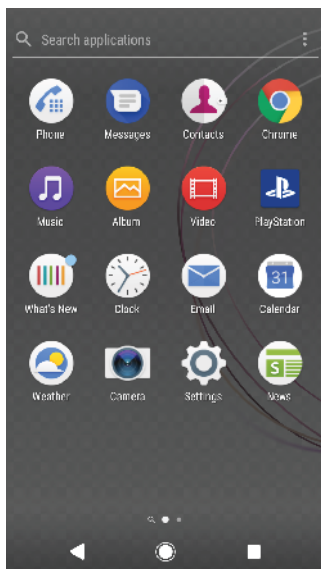 Search applications
Phone Messages Contacts Chrome
Music Album Video PlayStation
31
What's New Clock Email Calendar
S
Weather Camera Settings News